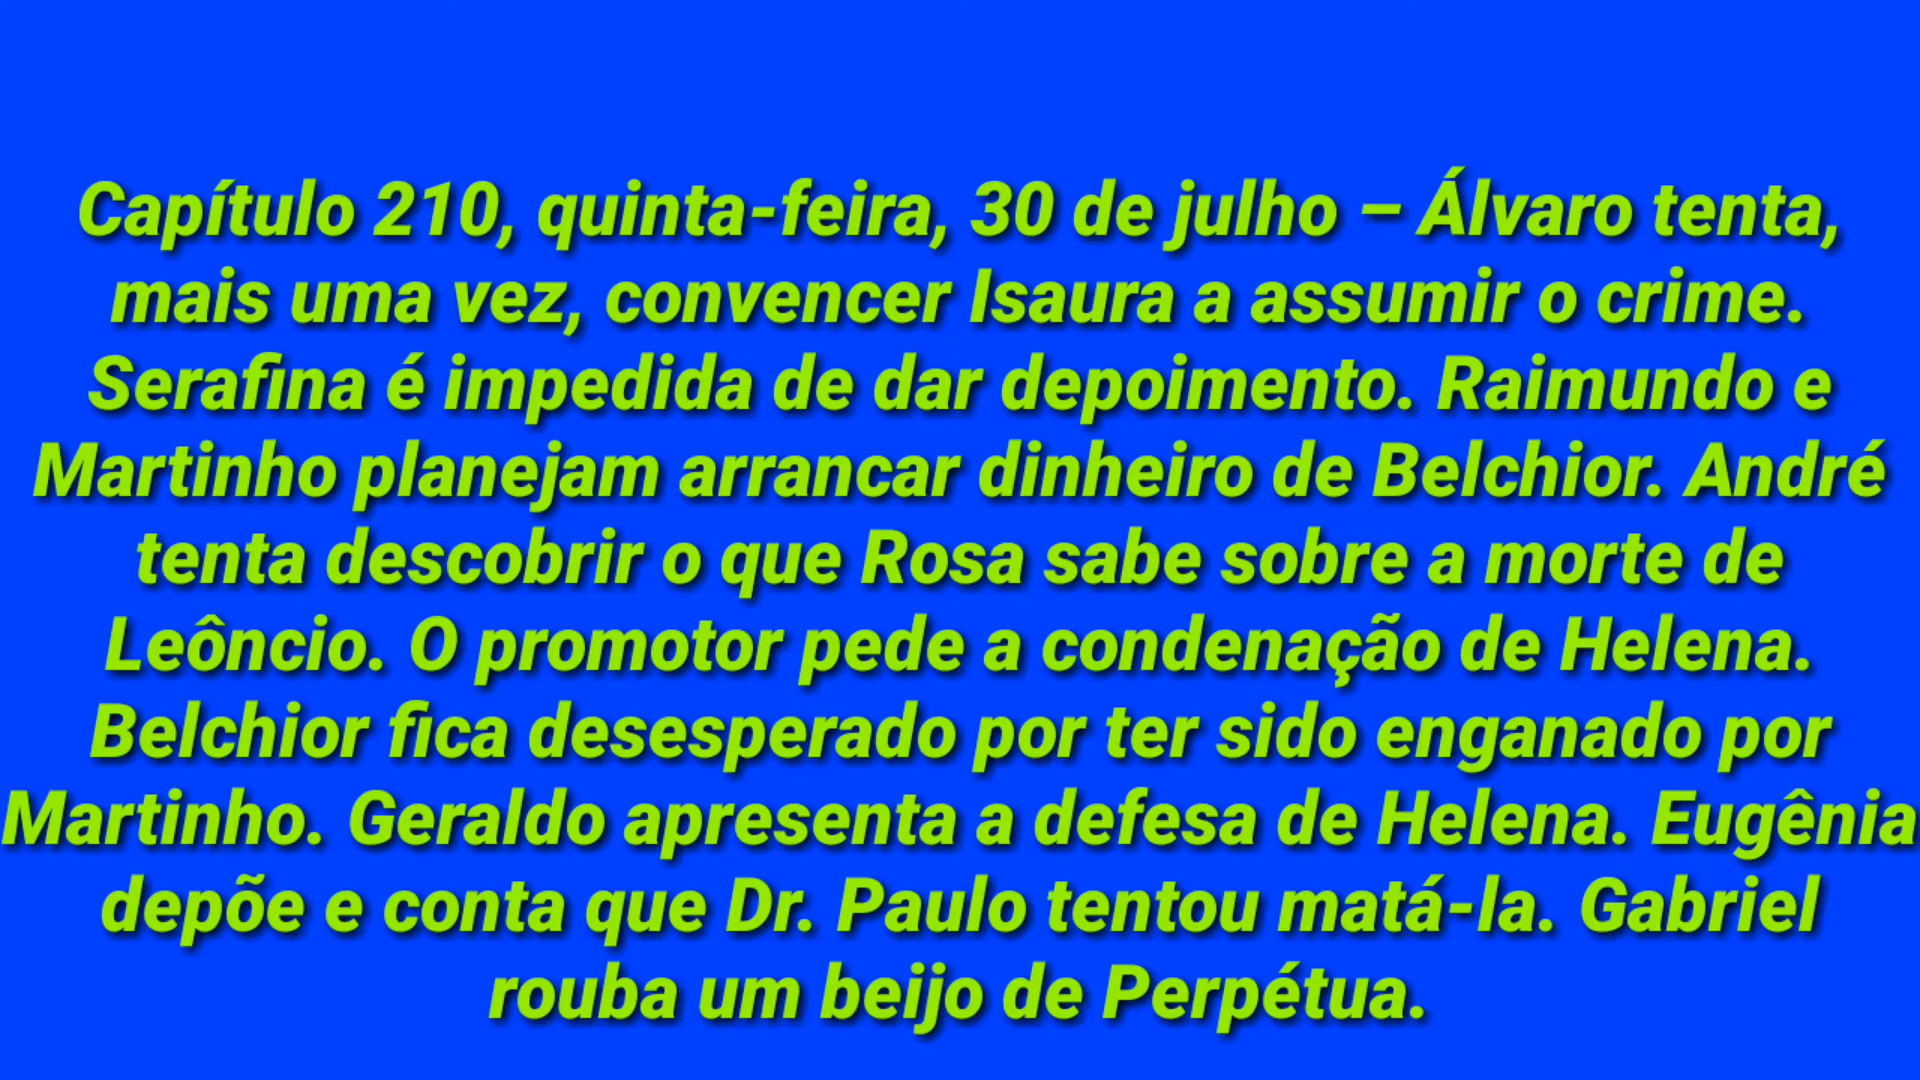 Capítulo 210, quinta-feira, 30 de julho – Álvaro tenta,
mais uma vez, convencer Isaura a assumir o crime.
Serafina é impedida de dar depoimento. Raimundo e
Martinho planejam arrancar dinheiro de Belchior. André
tenta descobrir o que Rosa sabe sobre a morte de
Leôncio. O promotor pede a condenação de Helena.
Belchior fica desesperado por ter sido enganado por
Martinho. Geraldo apresenta a defesa de Helena. Eugênia
depõe e conta que Dr. Paulo tentou matá-la. Gabriel
rouba um beijo de Perpétua.